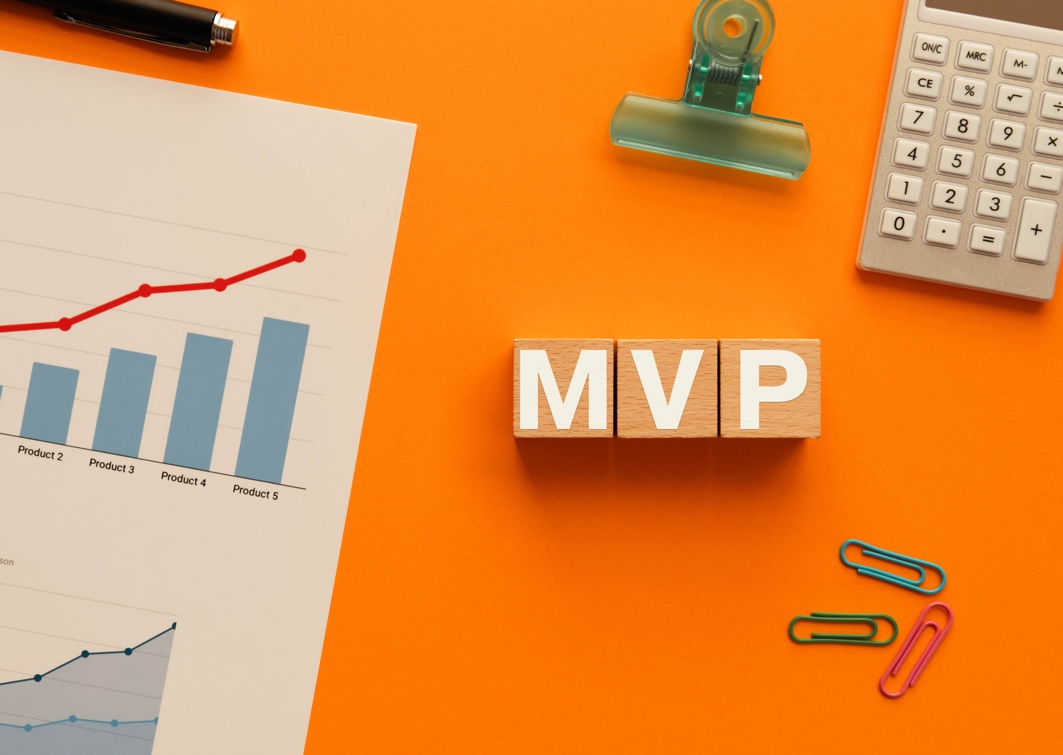 ON/C MRC M-
CE % √ ÷
7 8 9 ×
4 5 6 −
1 2 3 +
0 . =
MVP
Product 2 Product 3 Product 4 Product 5
son